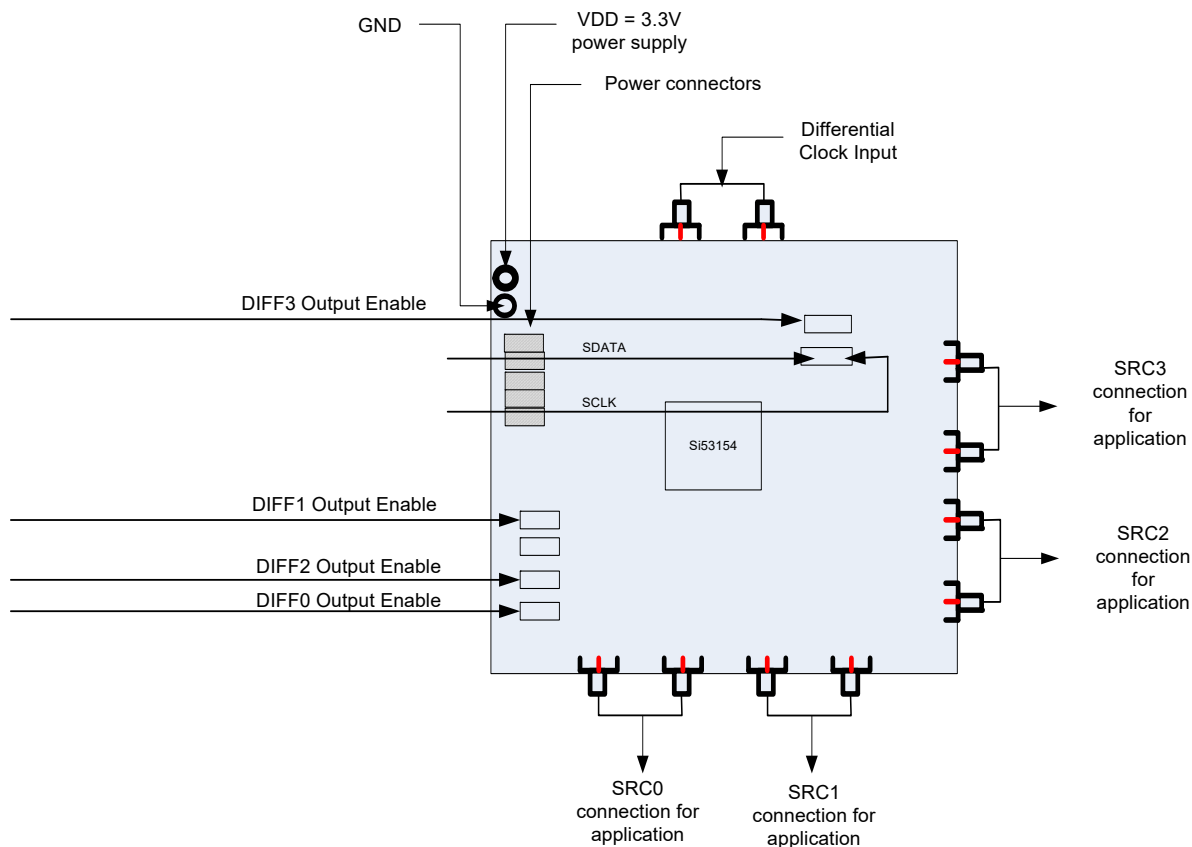 GND
VDD = 3.3V
power supply
Power connectors
Differential
Clock Input
DIFF3 Output Enable
SDATA
SCLK
Si53154
SRC3
connection
for
application
DIFF1 Output Enable
SRC2
connection
for
application
DIFF2 Output Enable
DIFF0 Output Enable
SRC0
connection for
application
SRC1
connection for
application